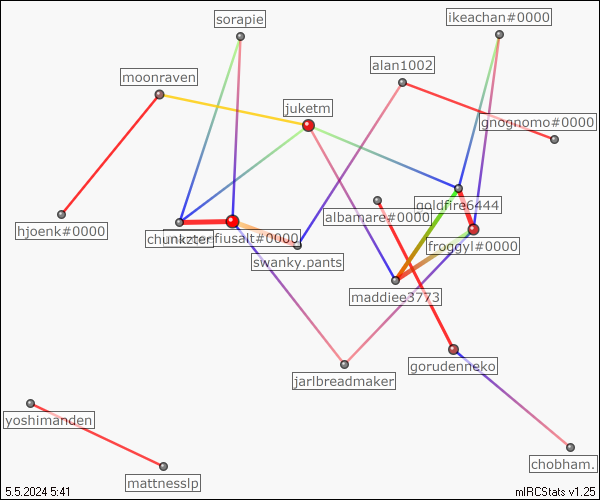 sorapie
ikeachan#0000
alan1002
moonraven
juketm
gnognomo#0000
goldfire6444
albamare#0000
hjoenk#0000
chunkzter
fiusalt#0000
froggyl#0000
swanky.pants
maddiee3773
gorudenneko
jarlbreadmaker
yoshimanden
chobham.
mattnesslp
5.5.2024 5:41
mIRCStats v1.25